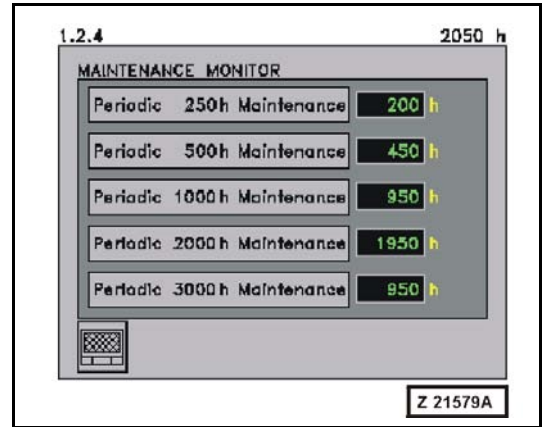 1.2.4 2050 h
MAINTENANCE MONITOR
Periodic 250h Maintenance 200 h
Periodic 500h Maintenance 450 h
Periodic 1000h Maintenance 950 h
Periodic 2000h Maintenance 1950 h
Periodic 3000h Maintenance 950 h
Z 21579A